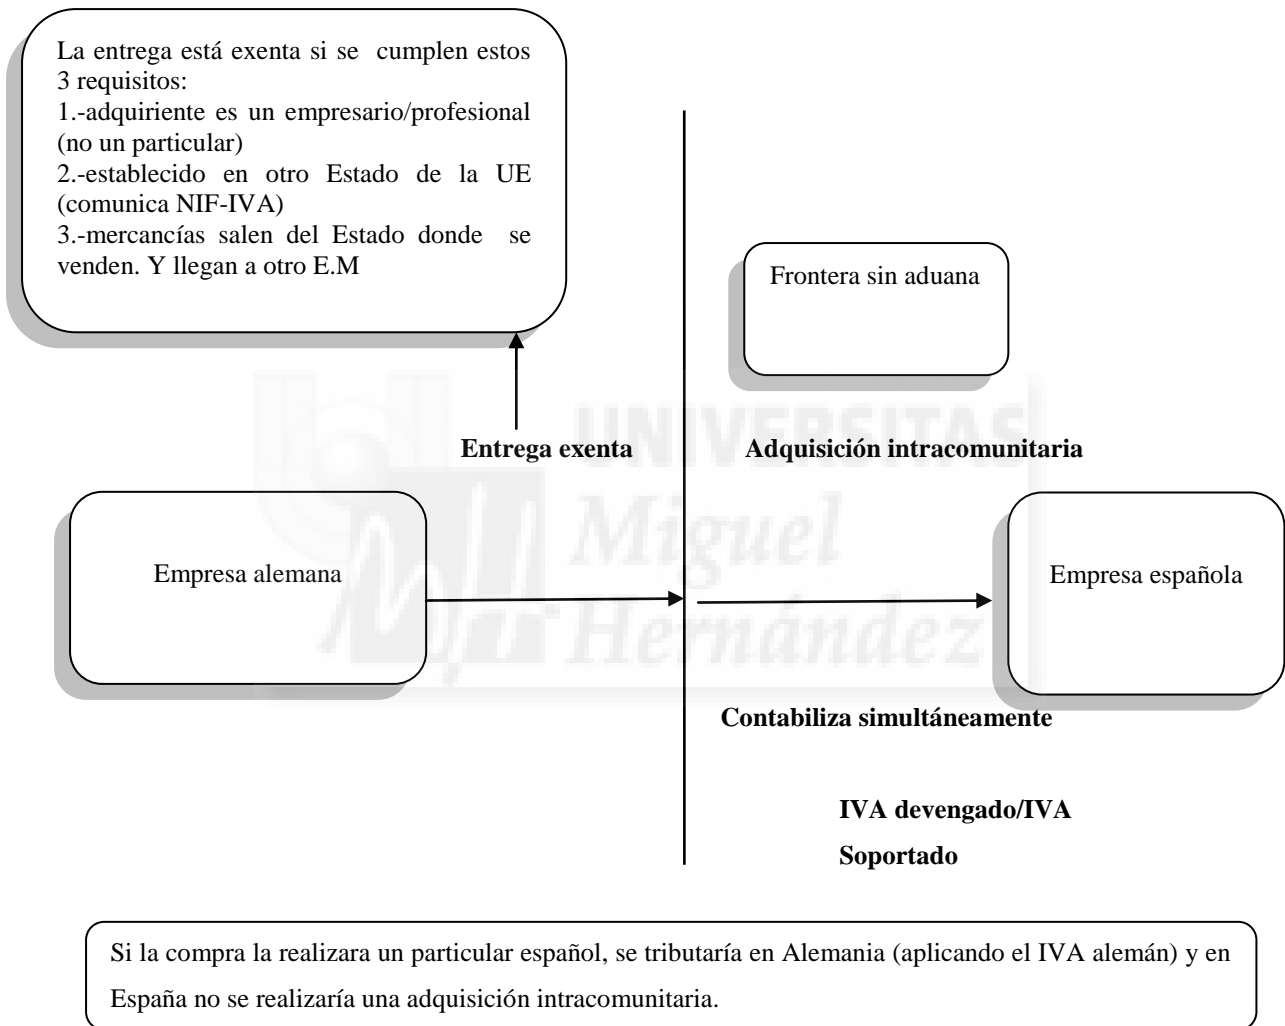 La entrega está exenta si se cumplen estos
3 requisitos:
1.-adquiriente es un empresario/profesional
(no un particular)
2.-establecido en otro Estado de la UE
(comunica NIF-IVA)
3.-mercancías salen del Estado donde se
venden. Y llegan a otro E.M
Frontera sin aduana
Entrega exenta
Adquisición intracomunitaria
UNIVERSITAS
Miguel
Hernández
Empresa alemana
Empresa española
Contabiliza simultáneamente
IVA devengado/IVA
Soportado
Si la compra la realizara un particular español, se tributaría en Alemania (aplicando el IVA alemán) y en
España no se realizaría una adquisición intracomunitaria.